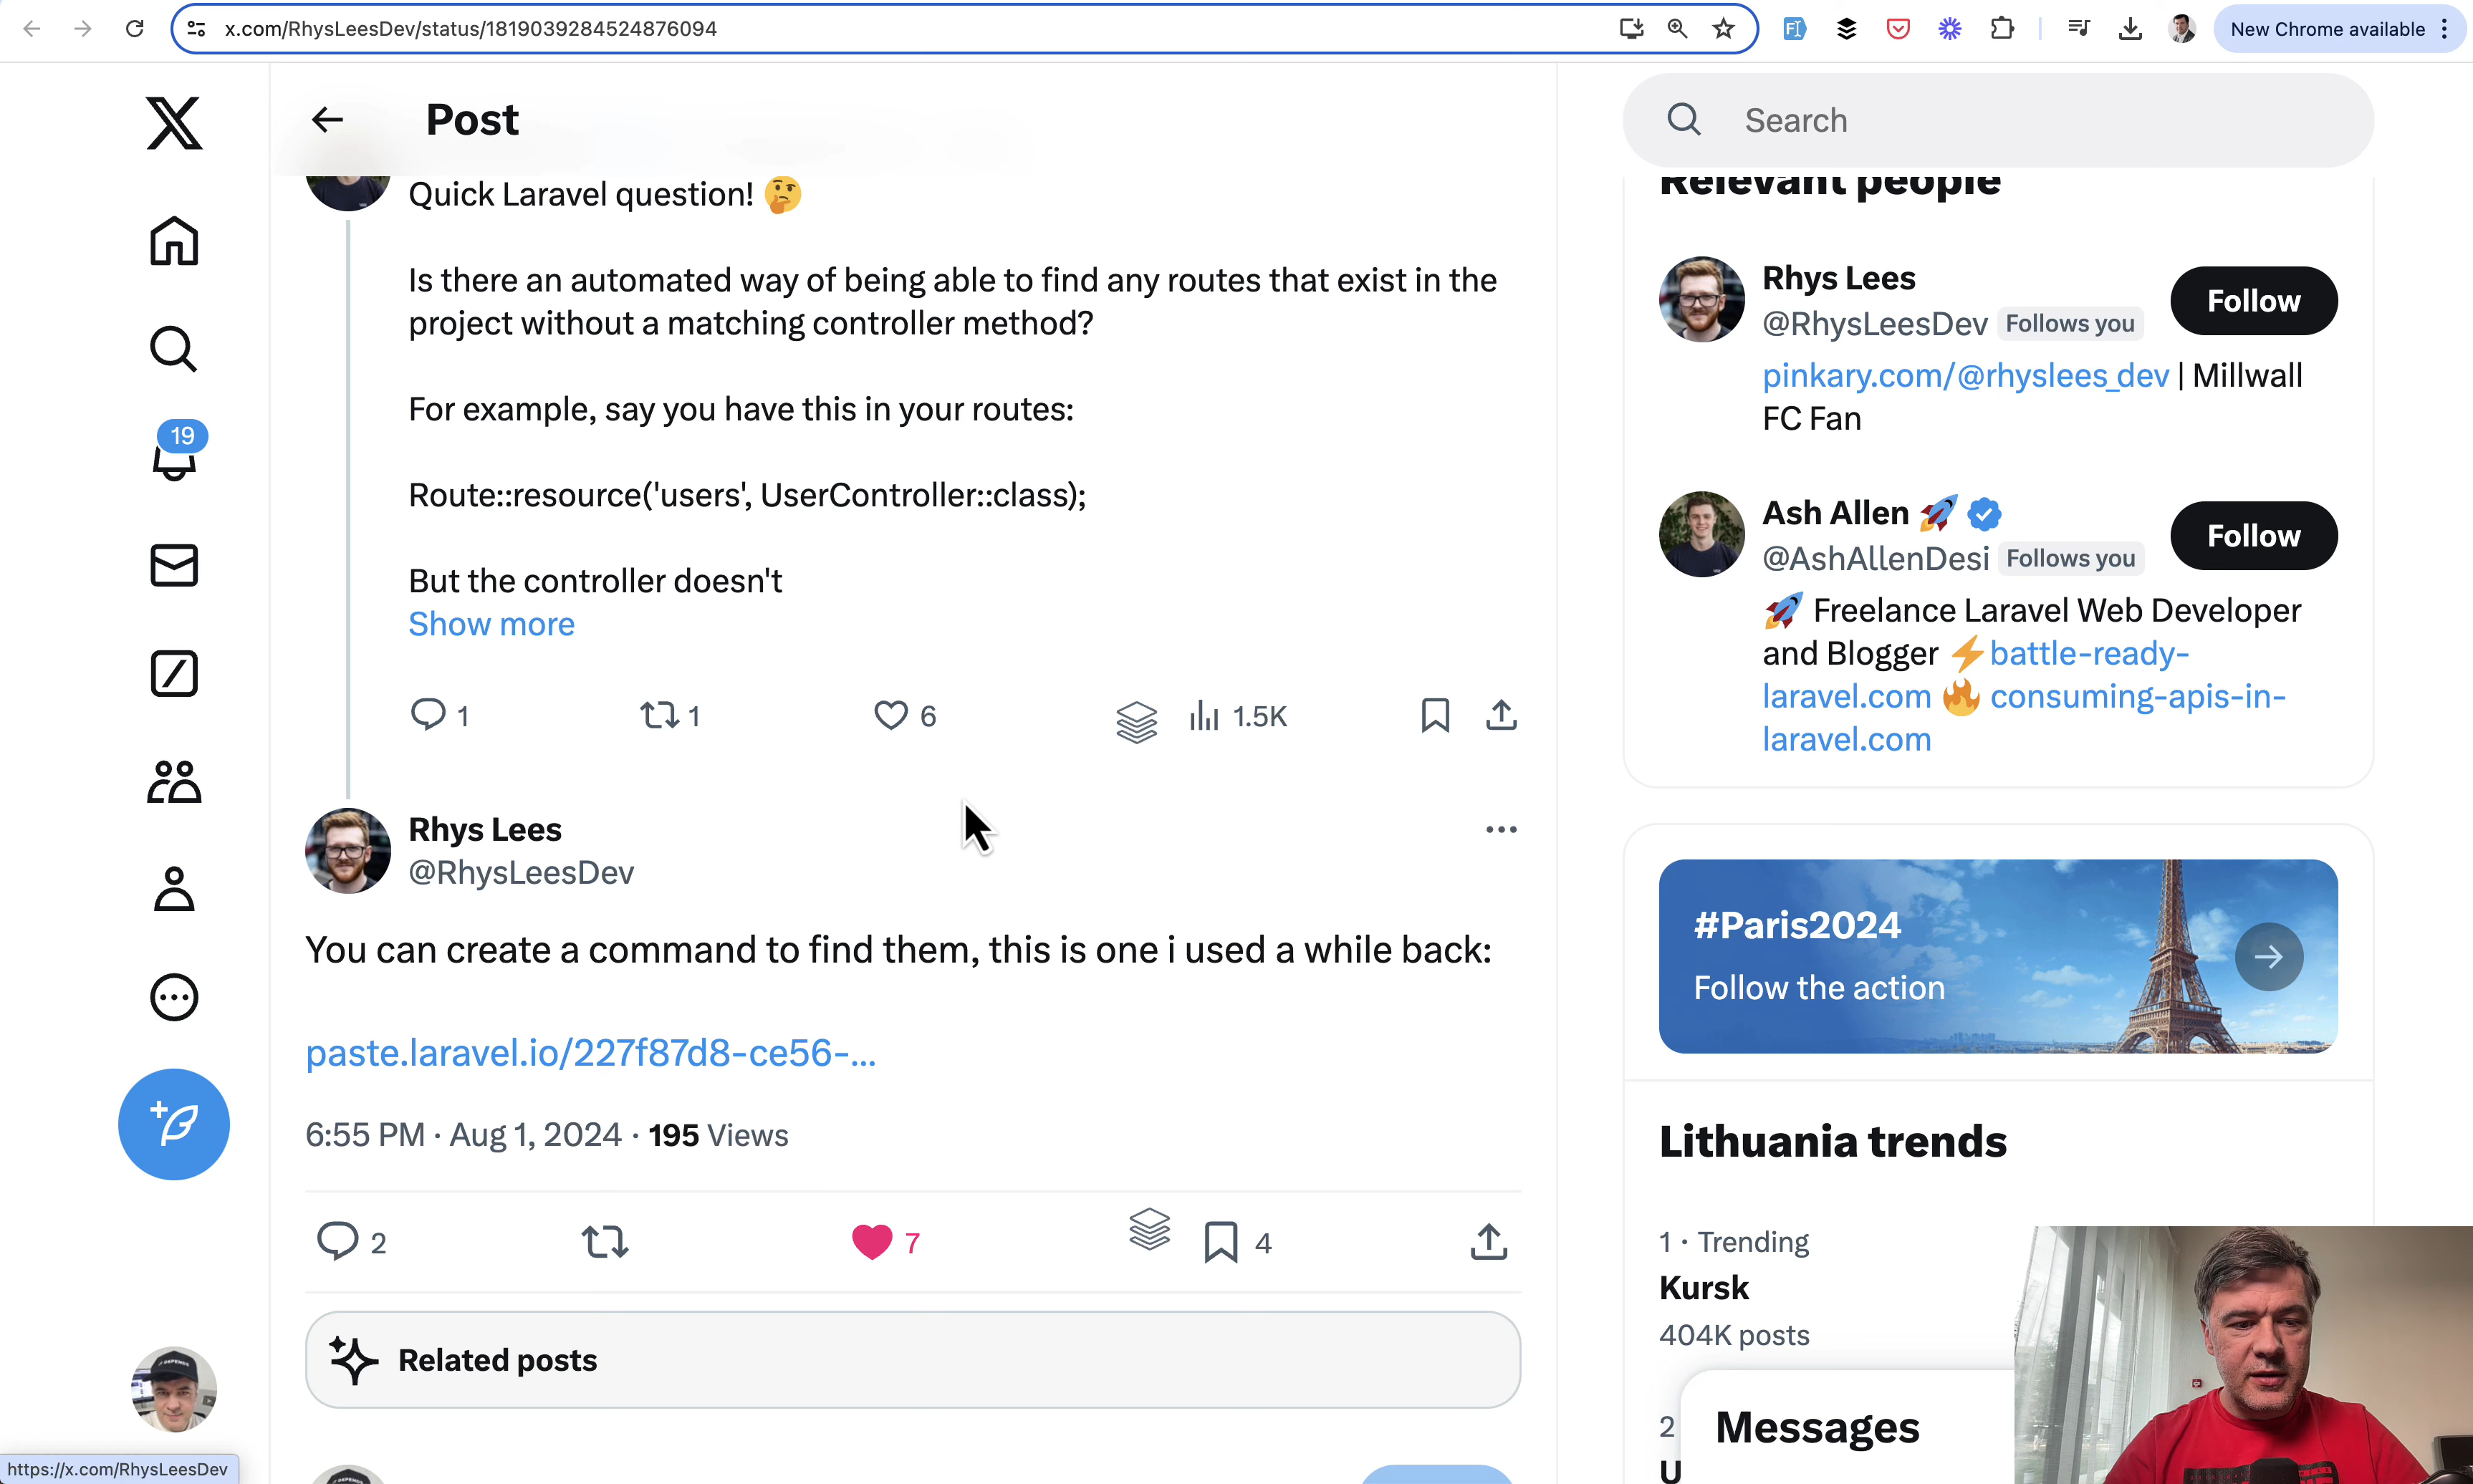 x.com/RhysLeesDev/status/1819039284524876094
New Chrome available
Post
Search
Quick Laravel question! 🤔
Is there an automated way of being able to find any routes that exist in the
project without a matching controller method?
For example, say you have this in your routes:
Route::resource('users', UserController::class);
But the controller doesn't
Show more
1
1
6
1.5K
Rhys Lees
@RhysLeesDev
You can create a command to find them, this is one i used a while back:
paste.laravel.io/227f87d8-ce56-...
6:55 PM · Aug 1, 2024 · 195 Views
2
7
4
Related posts
19
https://x.com/RhysLeesDev
Relevant people
Rhys Lees
Follow
@RhysLeesDev Follows you
pinkary.com/@rhyslees_dev | Millwall
FC Fan
Ash Allen 🚀
Follow
@AshAllenDesi Follows you
🚀 Freelance Laravel Web Developer
and Blogger ⚡battle-ready-
laravel.com 🔥 consuming-apis-in-
laravel.com
#Paris2024
Follow the action
Lithuania trends
1 · Trending
Kursk
404K posts
2
Messages